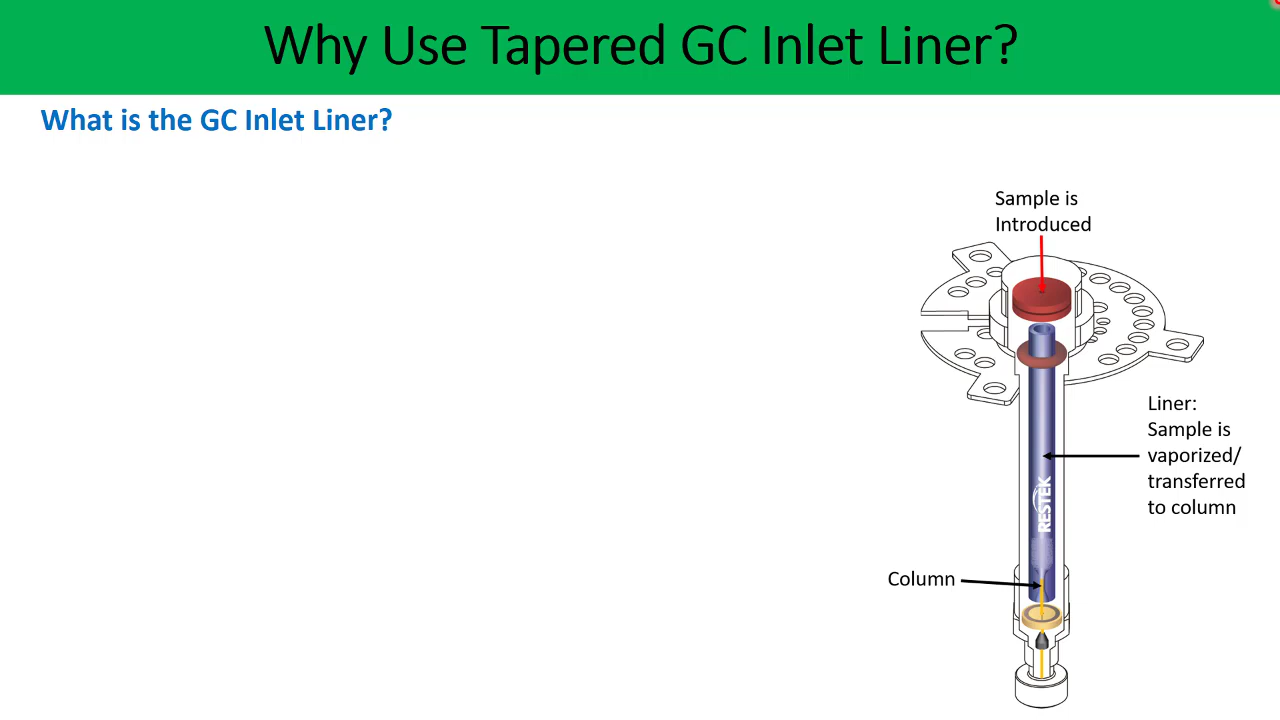 Why Use Tapered GC Inlet Liner?
What is the GC Inlet Liner?
Sample is
Introduced
Liner:
Sample is
vaporized/
transferred
to column
RESTEK
Column